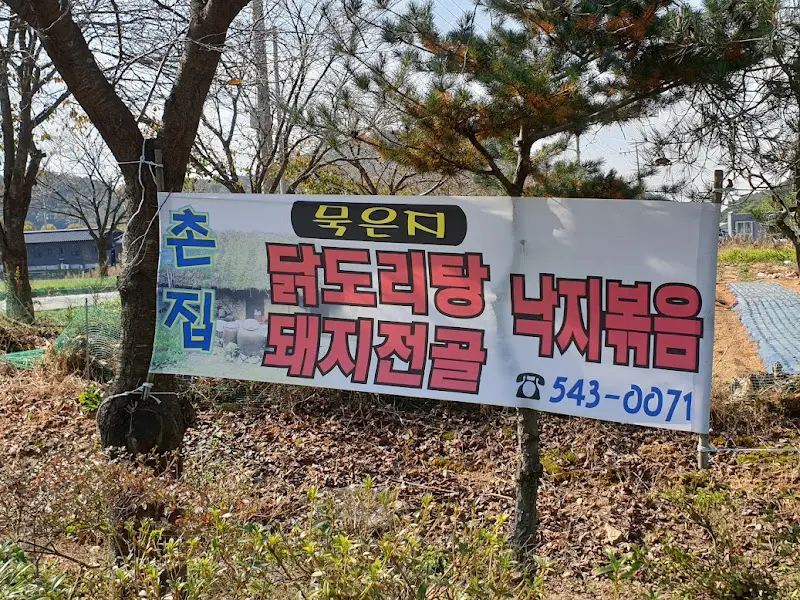 촌집
묵은지
닭도리탕
돼지전골
낙지볶음
☎543-0071